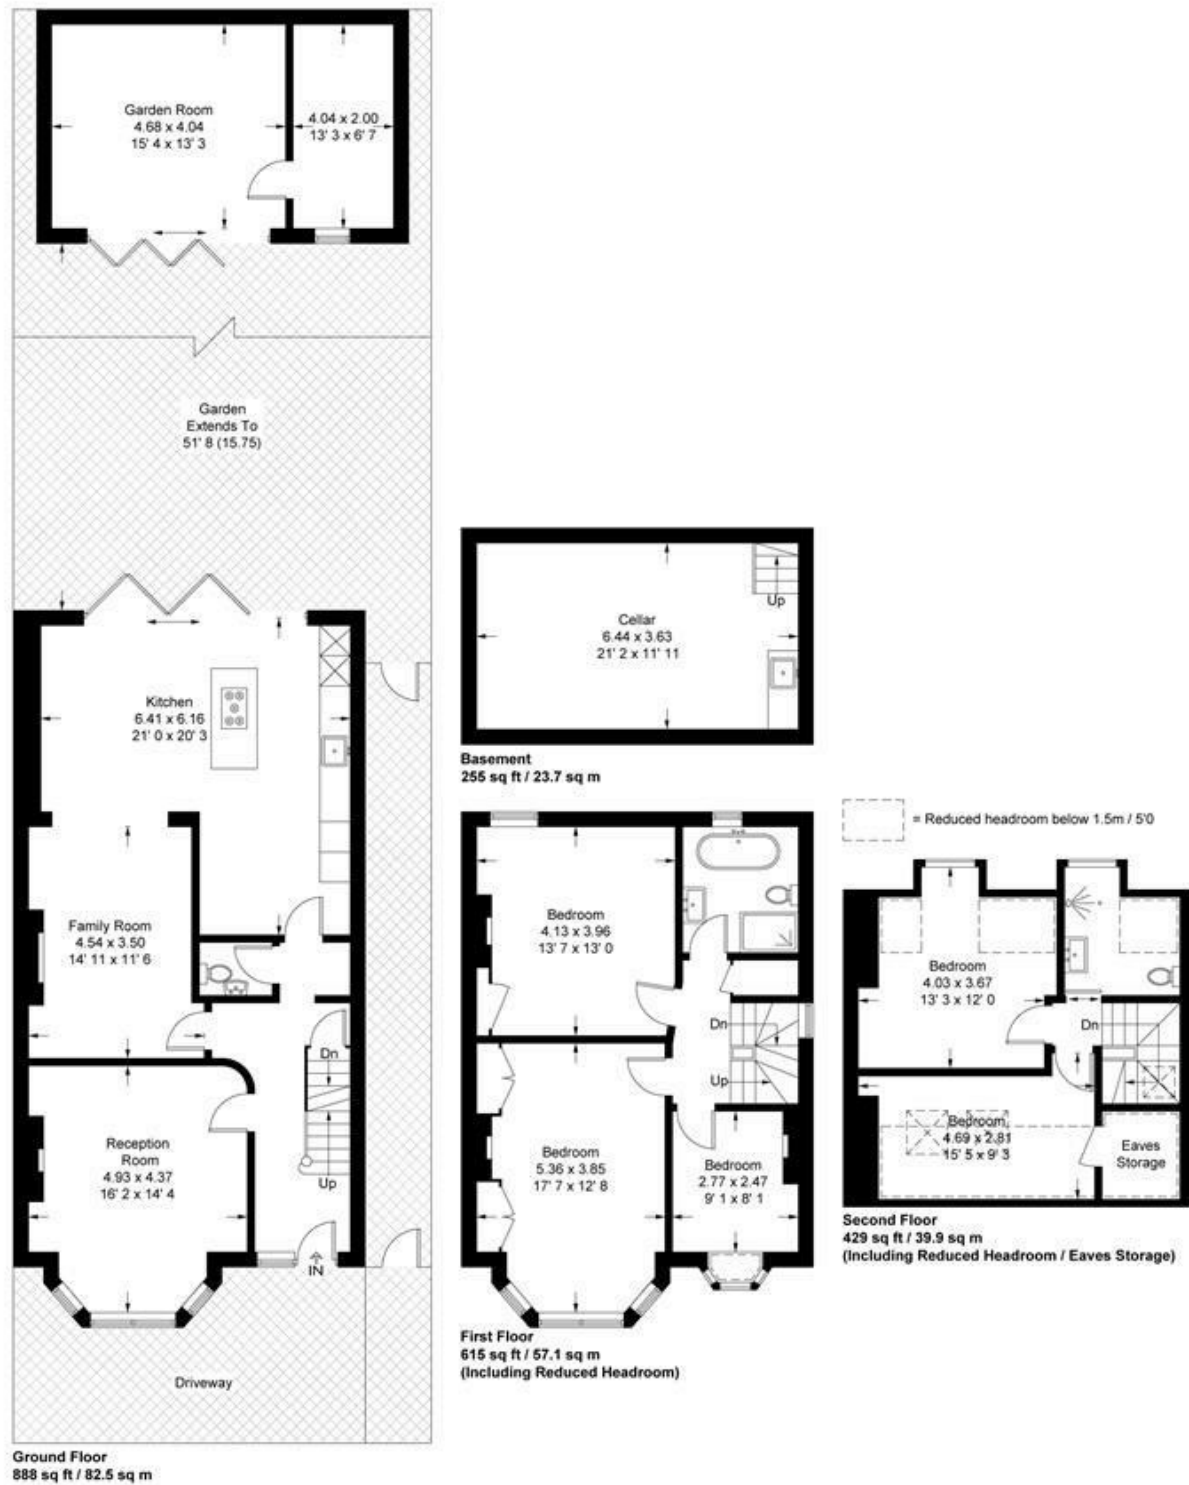 Garden Room
4.68 x 4.04
15' 4 x 13' 3
4.04 x 2.00
13' 3 x 6' 7
Garden
Extends To
51' 8 (15.75)
Kitchen
6.41 x 6.16
21' 0 x 20' 3
Family Room
4.54 x 3.50
14' 11 x 11' 6
Dn
Reception
Room
4.93 x 4.37
16' 2 x 14' 4
Up
IN
Driveway
Ground Floor
888 sq ft / 82.5 sq m
Up
Cellar
6.44 x 3.63
21' 2 x 11' 11
Basement
255 sq ft / 23.7 sq m
Bedroom
4.13 x 3.96
13' 7 x 13' 0
Dn
Up
Bedroom
5.36 x 3.85
17' 7 x 12' 8
Bedroom
2.77 x 2.47
9' 1 x 8' 1
First Floor
615 sq ft / 57.1 sq m
(Including Reduced Headroom)
= Reduced headroom below 1.5m / 5'0
Bedroom
4.03 x 3.67
13' 3 x 12' 0
Dn
Bedroom
4.69 x 2.81
15' 5 x 9' 3
Eaves
Storage
Second Floor
429 sq ft / 39.9 sq m
(Including Reduced Headroom / Eaves Storage)